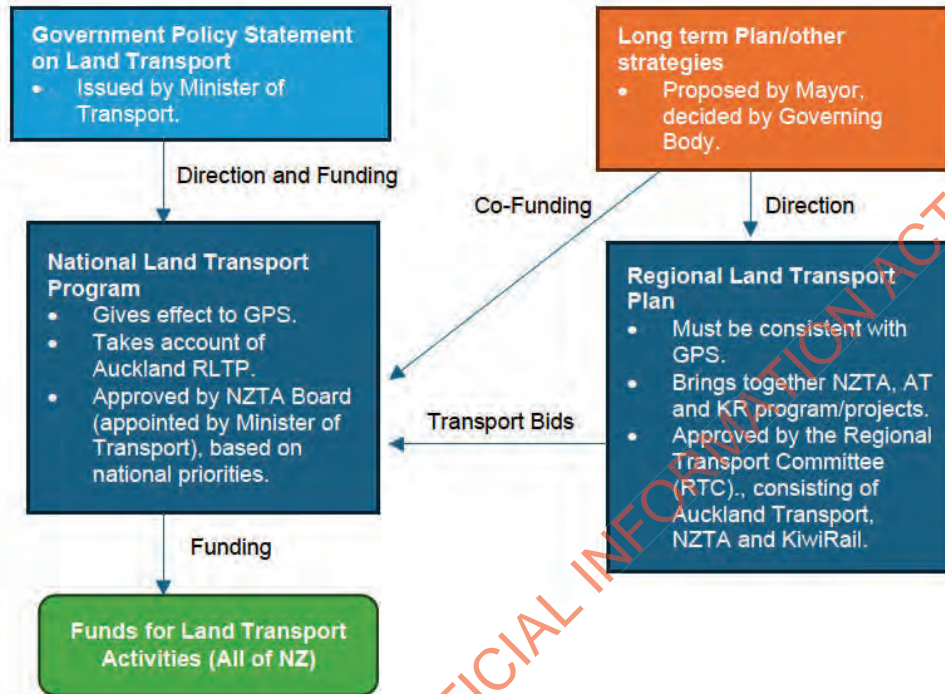 Government Policy Statement
on Land Transport
• Issued by Minister of
Transport.
Long term Plan/other
strategies
• Proposed by Mayor,
decided by Governing
Body.
Direction and Funding
Co-Funding
Direction
National Land Transport
Program
• Gives effect to GPS.
• Takes account of
Auckland RLTP.
• Approved by NZTA Board
(appointed by Minister of
Transport), based on
national priorities.
Regional Land Transport
Plan
• Must be consistent with
GPS.
• Brings together NZTA, AT
and KR program/projects.
• Approved by the Regional
Transport Committee
(RTC)., consisting of
Auckland Transport,
NZTA and KiwiRail.
Transport Bids
Funding
Funds for Land Transport
Activities (All of NZ)
INFORMATION ACT